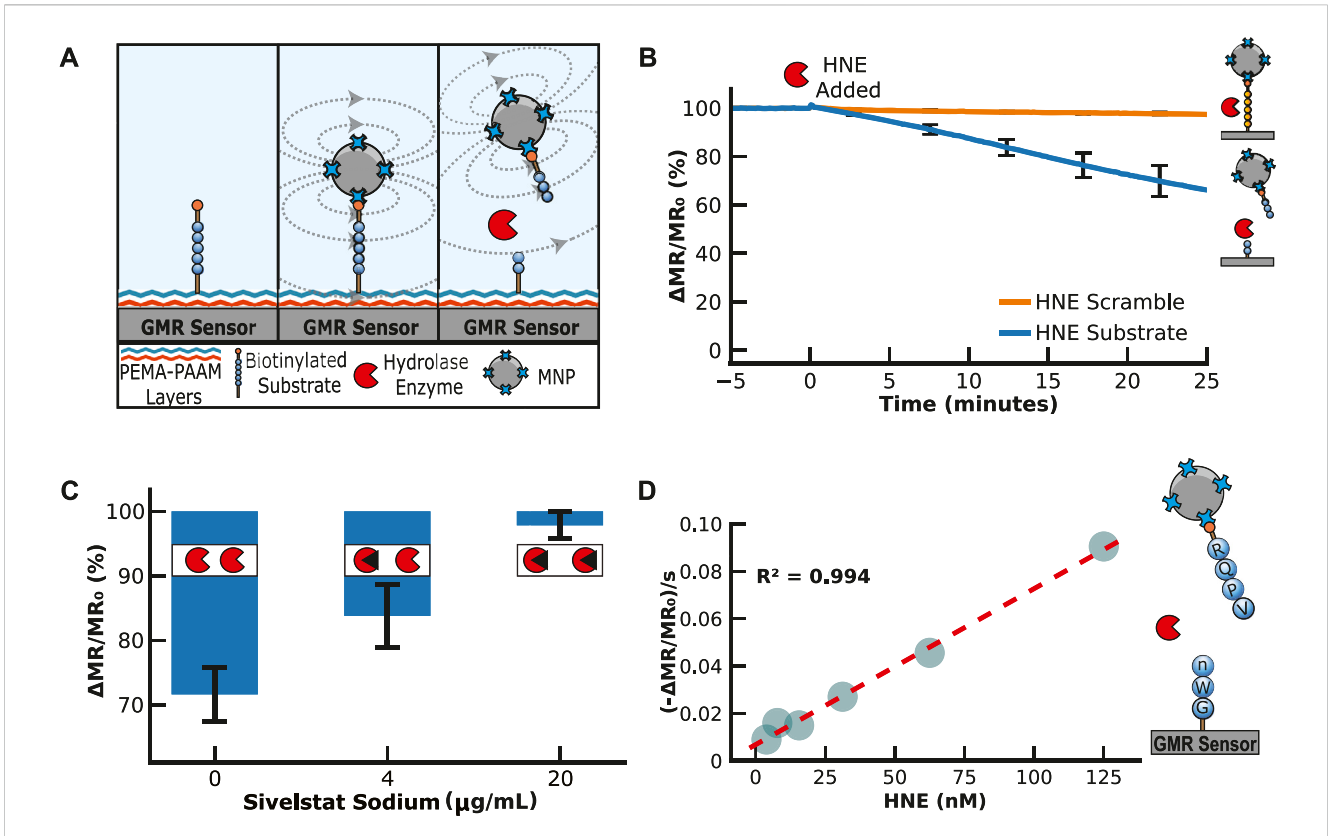 A
GMR Sensor
GMR Sensor
GMR Sensor
PEMA-PAAM
Layers
Biotinylated
Substrate
Hydrolase
Enzyme
MNP
B
HNE
Added
ΔMR/MR₀ (%)
100
80
60
40
20
0
−5
0
5
10
15
20
25
Time (minutes)
HNE Scramble
HNE Substrate
C
ΔMR/MR₀ (%)
100
90
80
70
0
4
20
Sivelstat Sodium (μg/mL)
D
(-ΔMR/MR₀)/s
0.10
0.08
0.06
0.04
0.02
0
R² = 0.994
0
25
50
75
100
125
HNE (nM)
R
Q
P
V
n
W
G
GMR Sensor